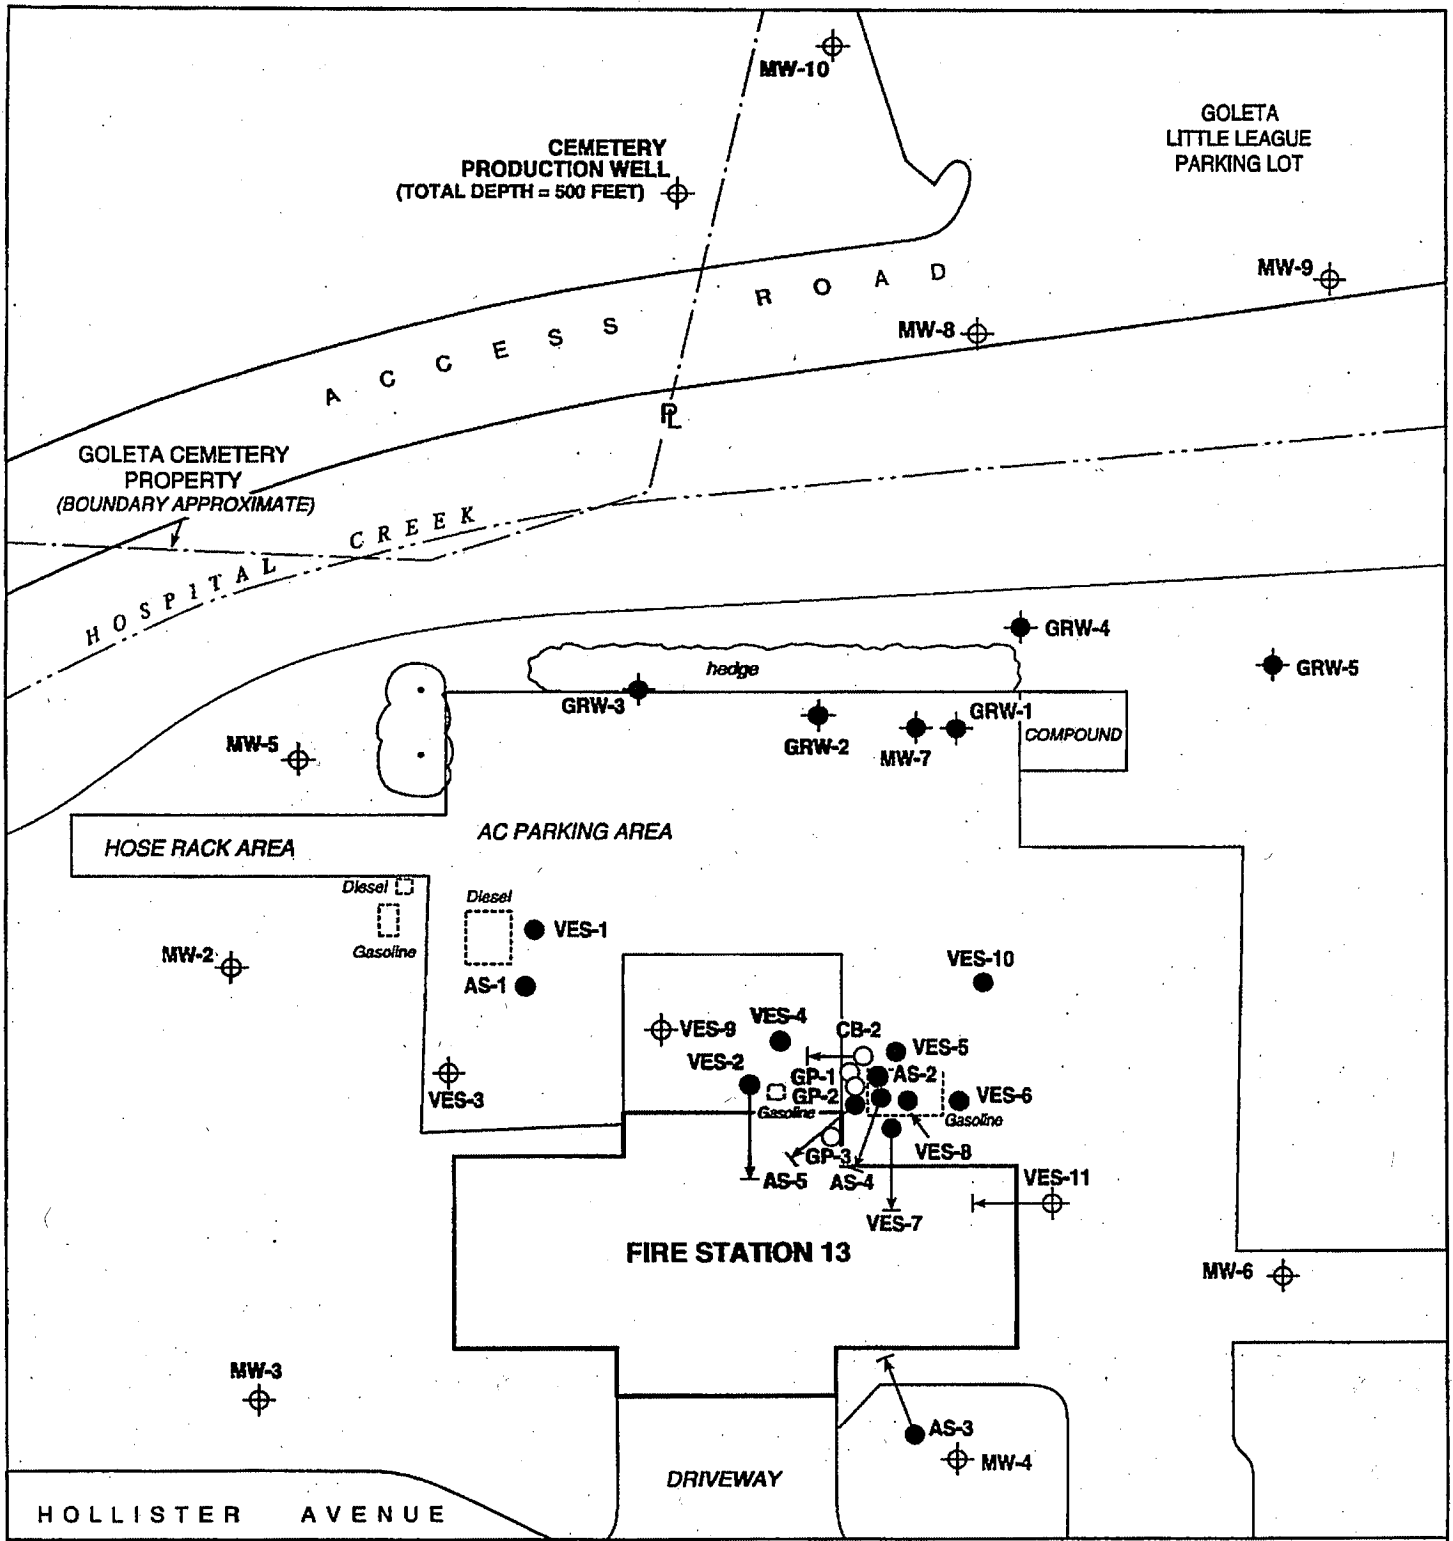 MW-10
GOLETA
LITTLE LEAGUE
PARKING LOT
CEMETERY
PRODUCTION WELL
(TOTAL DEPTH = 500 FEET)
MW-9
ACCESS ROAD
MW-8
PL
GOLETA CEMETERY
PROPERTY
(BOUNDARY APPROXIMATE)
HOSPITAL CREEK
GRW-4
hedge
GRW-5
GRW-3
GRW-1
GRW-2
MW-7
COMPOUND
MW-5
AC PARKING AREA
HOSE RACK AREA
Diesel
Diesel
Gasoline
VES-1
MW-2
VES-10
AS-1
VES-9
VES-4
CB-2
VES-5
VES-2
GP-1
AS-2
VES-3
GP-2
VES-6
Gasoline
Gasoline
VES-8
GP-3
AS-5
AS-4
VES-11
VES-7
FIRE STATION 13
MW-6
MW-3
AS-3
MW-4
DRIVEWAY
HOLLISTER AVENUE